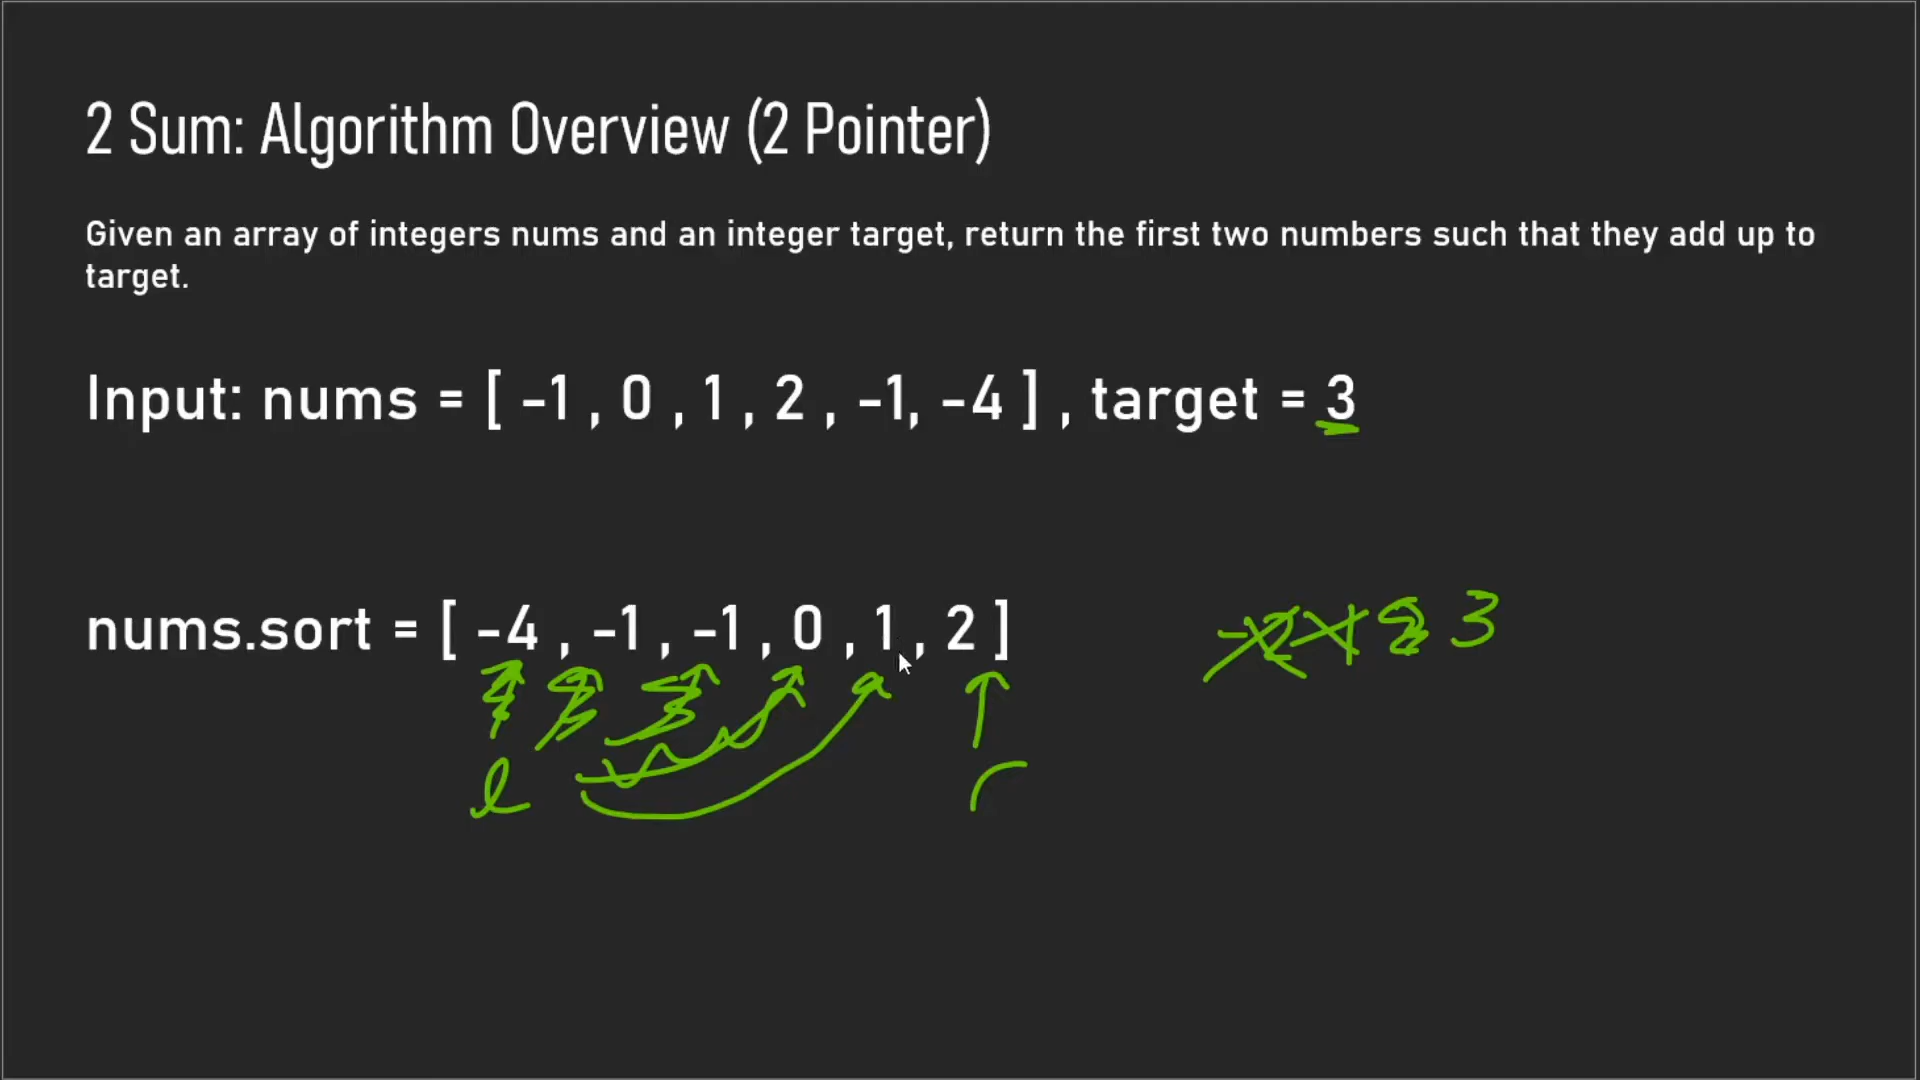 2 Sum: Algorithm Overview (2 Pointer)
Given an array of integers nums and an integer target, return the first two numbers such that they add up to
target.
Input: nums = [ -1 , 0 , 1 , 2 , -1, -4 ] , target = 3
nums.sort = [ -4 , -1 , -1 , 0 , 1 , 2 ]
3
l r